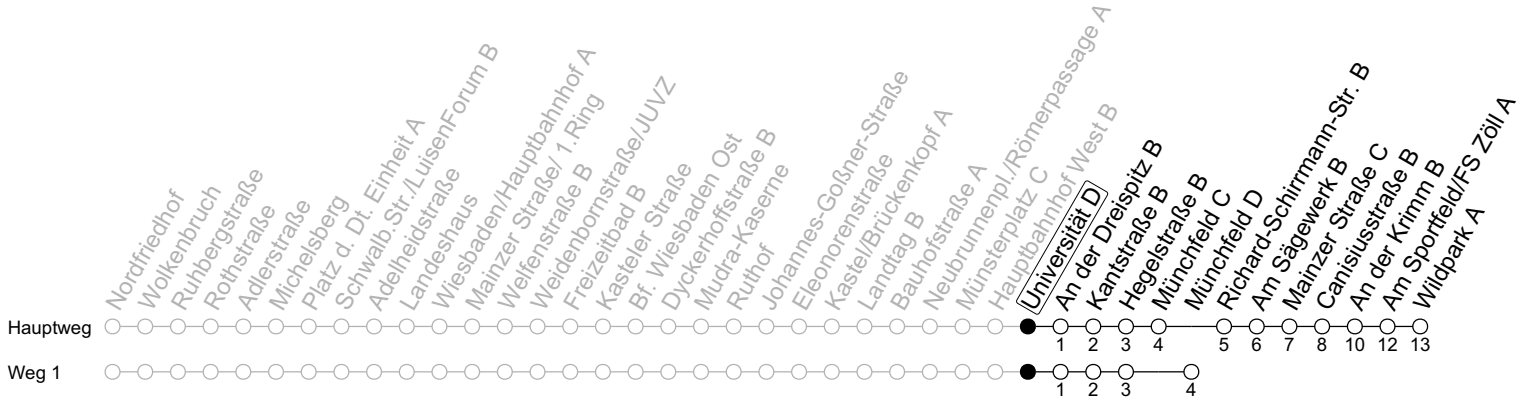 Nordfriedhof
Wolkenbruch
Ruhbergstraße
Rothstraße
Adlerstraße
Michelsberg
Platz d. Dt. Einheit A
Schwalb.Str./LuisenForum B
Adelheidstraße
Landeshaus
Wiesbaden/Hauptbahnhof A
Mainzer Straße/ 1.Ring
Welfenstraße B
Weidenbornstraße/JUVZ
Freizeitbad B
Kasteler Straße
Bf. Wiesbaden Ost
Dyckerhoffstraße B
Mudra-Kaserne
Ruthof
Johannes-Goßner-Straße
Eleonorenstraße
Kastel/Brückenkopf A
Landtag B
Bauhofstraße A
Neubrunnenpl./Römerpassage A
Münsterplatz C
Hauptbahnhof West B
Universität D
An der Dreispitz B
Kantstraße B
Hegelstraße B
Münchfeld C
Münchfeld D
Richard-Schirrmann-Str. B
Am Sägewerk B
Mainzer Straße C
Canisiusstraße B
An der Krimm B
Am Sportfeld/FS Zöll A
Wildpark A
Hauptweg
1 2 3 4 5 6 7 8 10 12 13
Weg 1
1 2 3 4